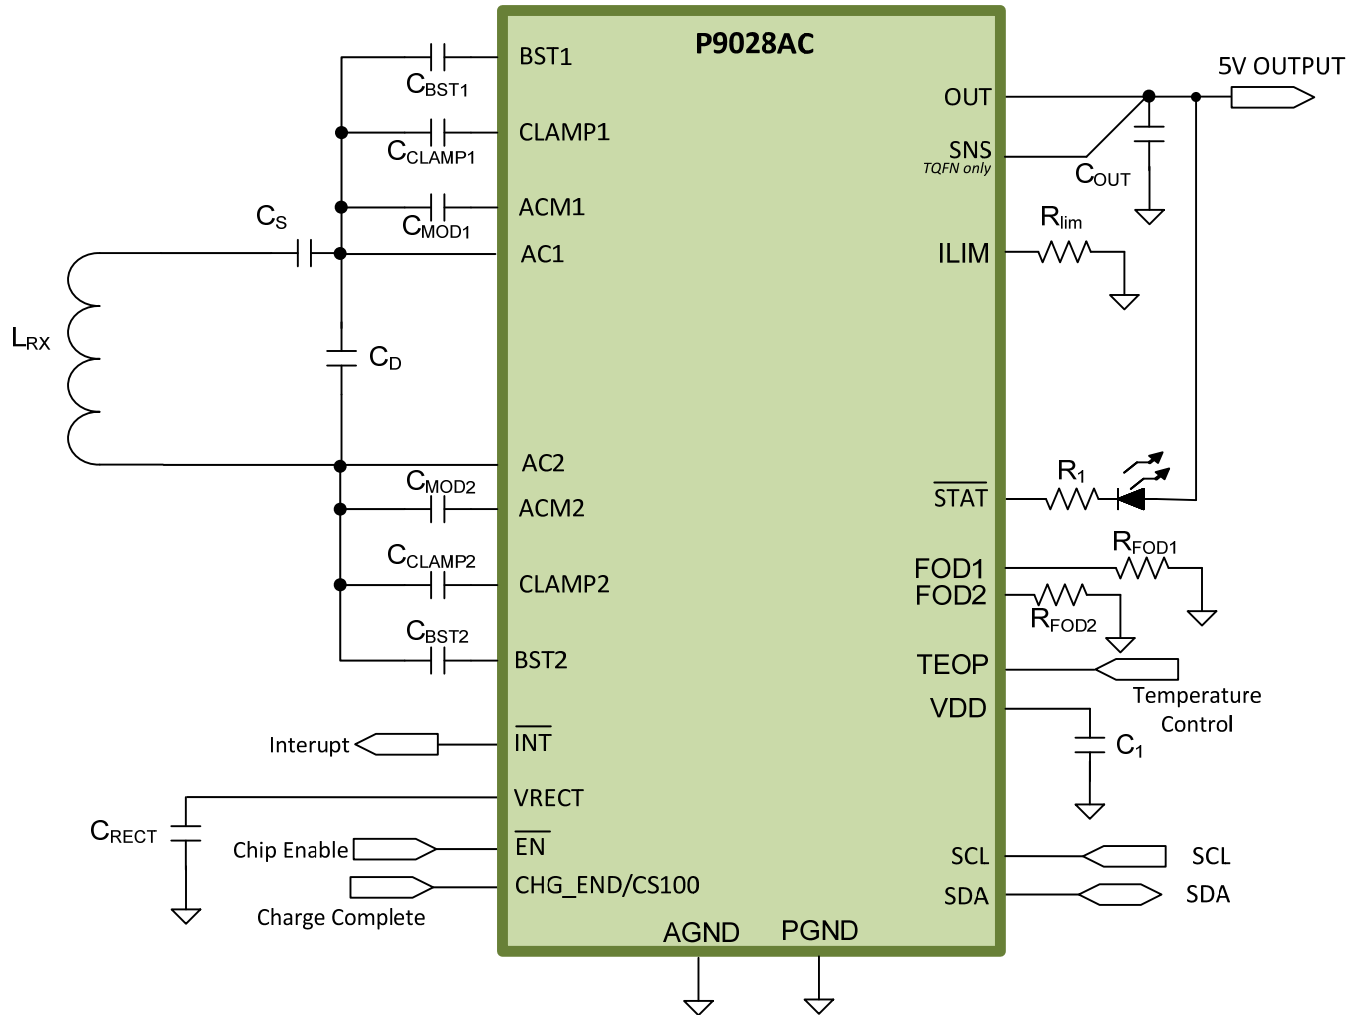 P9028AC
BST1
CBST1
CLAMP1
CCLAMP1
ACM1
CMOD1
CS
AC1
LRX
CD
AC2
CMOD2
ACM2
CCLAMP2
CLAMP2
CBST2
BST2
Interupt
INT
VRECT
CRECT
Chip Enable
EN
CHG_END/CS100
Charge Complete
AGND
PGND
5V OUTPUT
OUT
SNS
TQFN only
COUT
Rlim
ILIM
R1
STAT
RFOD1
FOD1
FOD2
RFOD2
TEOP
Temperature
Control
VDD
C1
SCL
SCL
SDA
SDA